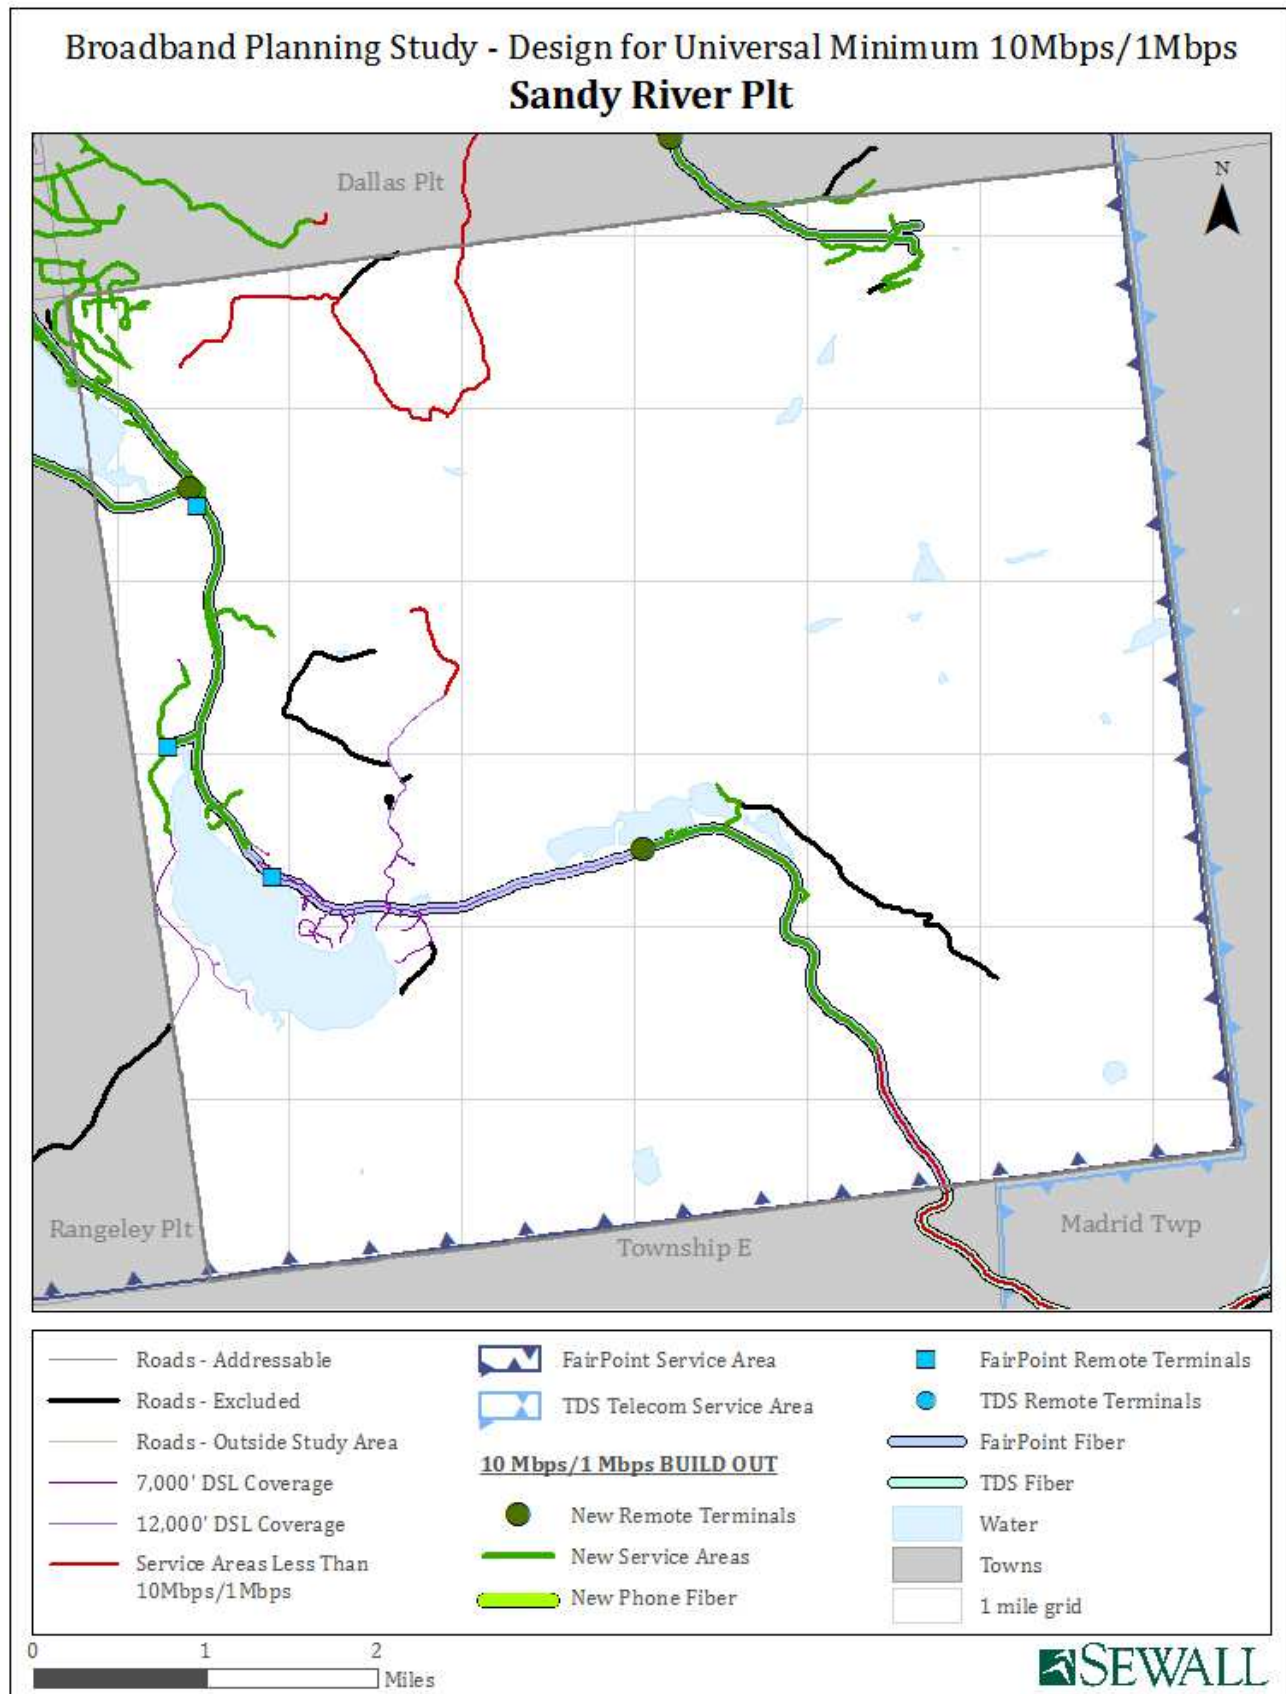 Broadband Planning Study - Design for Universal Minimum 10Mbps/1Mbps
Sandy River Plt
Dallas Plt
N
Rangeley Plt
Township E
Madrid Twp
Roads - Addressable
Roads - Excluded
Roads - Outside Study Area
7,000' DSL Coverage
12,000' DSL Coverage
Service Areas Less Than
10Mbps/1Mbps
FairPoint Service Area
TDS Telecom Service Area
10 Mbps/1 Mbps BUILD OUT
New Remote Terminals
New Service Areas
New Phone Fiber
FairPoint Remote Terminals
TDS Remote Terminals
FairPoint Fiber
TDS Fiber
Water
Towns
1 mile grid
0 1 2
Miles
SEWALL